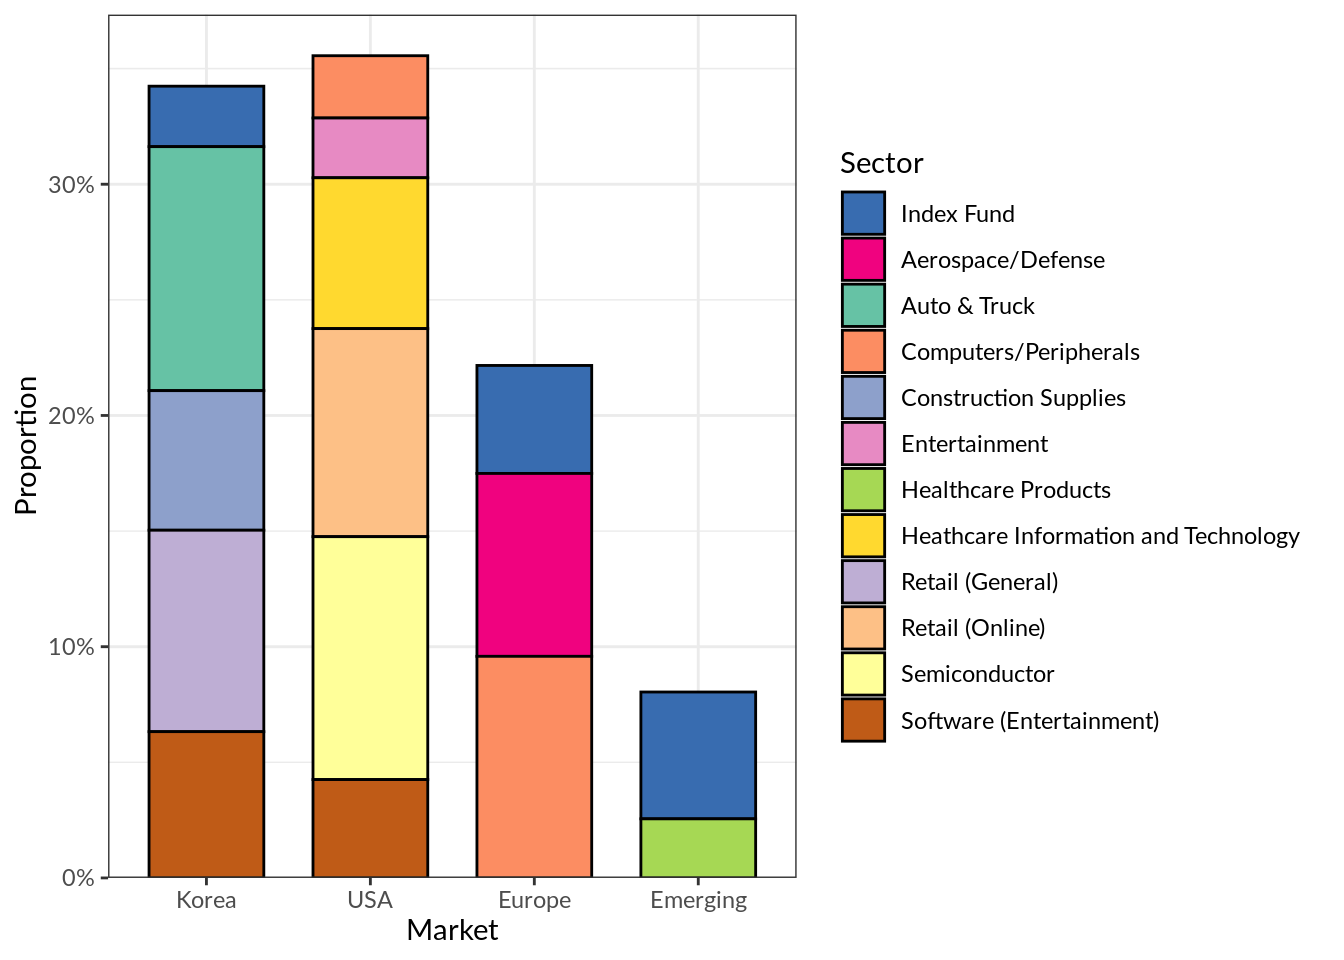 Proportion
30%
20%
10%
0%
Korea
USA
Europe
Emerging
Market
Sector
Index Fund
Aerospace/Defense
Auto & Truck
Computers/Peripherals
Construction Supplies
Entertainment
Healthcare Products
Heathcare Information and Technology
Retail (General)
Retail (Online)
Semiconductor
Software (Entertainment)